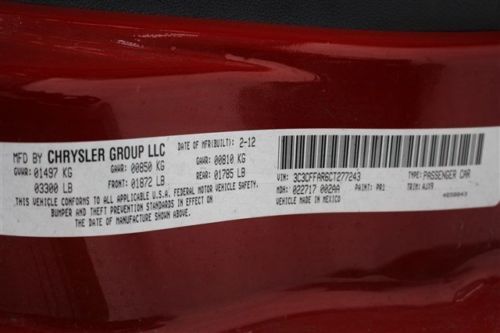 MFD BY CHRYSLER GROUP LLC DATE OF MFR(BUILT): 2-12
GVWR: 01497 KG GAWR: 00850 KG GAWR: 00810 KG
03300 LB FRONT: 01872 LB REAR: 01785 LB
THIS VEHICLE CONFORMS TO ALL APPLICABLE U.S.A. FEDERAL MOTOR VEHICLE SAFETY,
BUMPER AND THEFT PREVENTION STANDARDS IN EFFECT ON
THE DATE OF MANUFACTURE SHOWN ABOVE.
VIN: 3C3CFFAR6CT277243 TYPE: PASSENGER CAR
MDH: 022717 002AA PAINT: PR1 TRIM: AJX9
VEHICLE MADE IN MEXICO